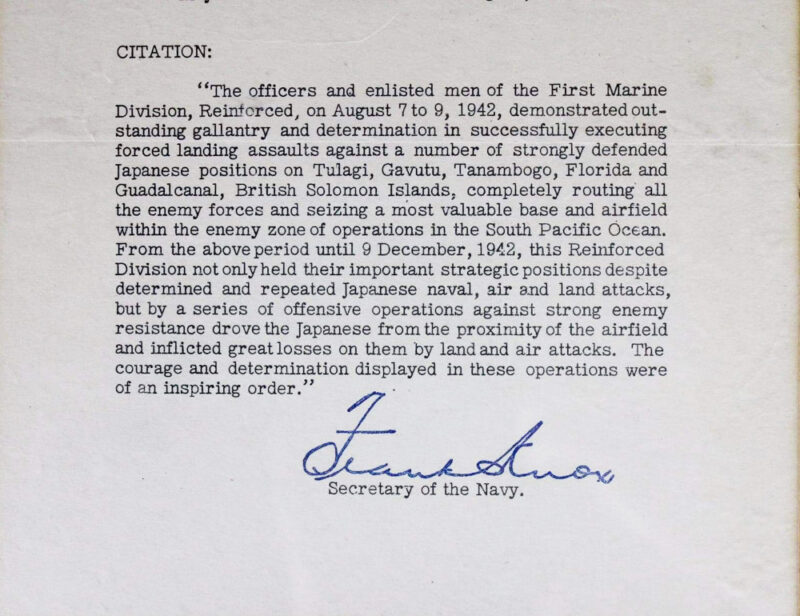 CITATION:
“The officers and enlisted men of the First Marine
Division, Reinforced, on August 7 to 9, 1942, demonstrated out-
standing gallantry and determination in successfully executing
forced landing assaults against a number of strongly defended
Japanese positions on Tulagi, Gavutu, Tanambogo, Florida and
Guadalcanal, British Solomon Islands, completely routing all
the enemy forces and seizing a most valuable base and airfield
within the enemy zone of operations in the South Pacific Ocean.
From the above period until 9 December, 1942, this Reinforced
Division not only held their important strategic positions despite
determined and repeated Japanese naval, air and land attacks,
but by a series of offensive operations against strong enemy
resistance drove the Japanese from the proximity of the airfield
and inflicted great losses on them by land and air attacks. The
courage and determination displayed in these operations were
of an inspiring order.”
Frank Knox
Secretary of the Navy.